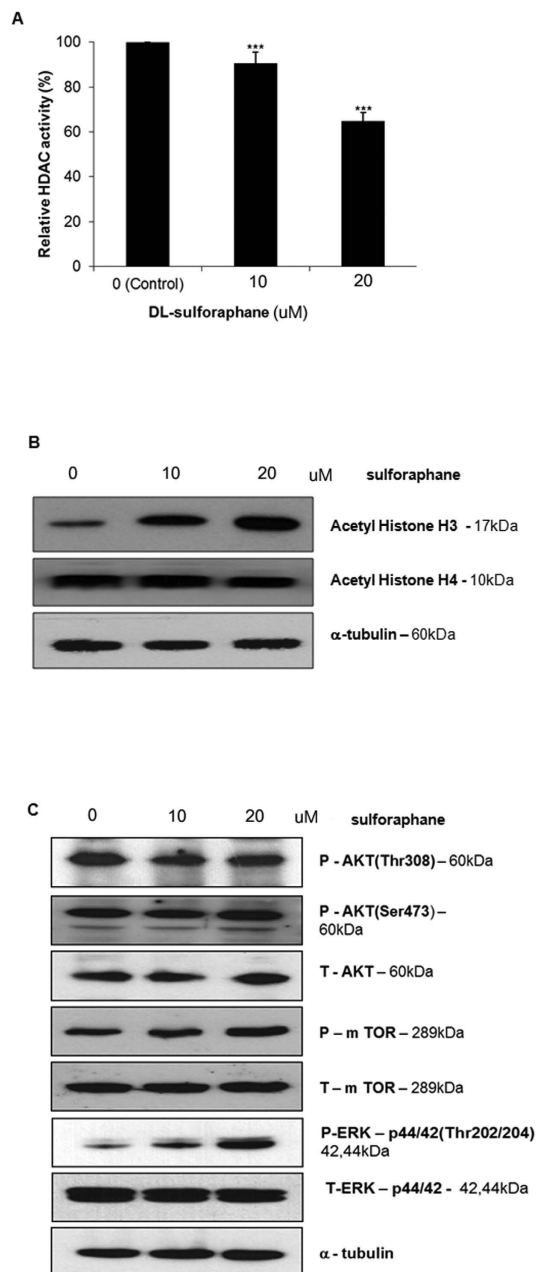 A
Relative HDAC activity (%)
100
80
60
40
20
0
***
***
0 (Control) 10 20
DL-sulforaphane (uM)
B
0 10 20 uM sulforaphane
Acetyl Histone H3 - 17kDa
Acetyl Histone H4 - 10kDa
α-tubulin – 60kDa
C
0 10 20 uM sulforaphane
P - AKT(Thr308) – 60kDa
P - AKT(Ser473) –
60kDa
T - AKT – 60kDa
P – m TOR – 289kDa
T – m TOR – 289kDa
P-ERK – p44/42(Thr202/204)
42,44kDa
T-ERK – p44/42 - 42,44kDa
α - tubulin